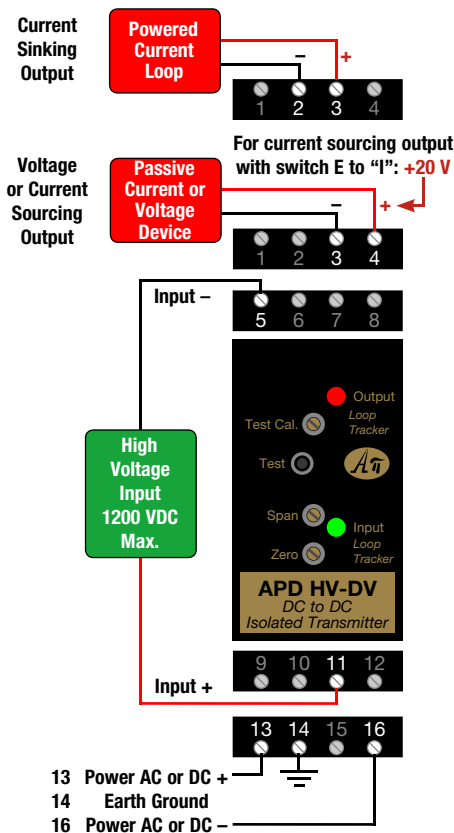 Current
Sinking
Output
Powered
Current
Loop
– +
1 2 3 4
For current sourcing output
with switch E to “I”: +20 V
Voltage
or Current
Sourcing
Output
Passive
Current or
Voltage
Device
– +
1 2 3 4
Input –
5 6 7 8
High
Voltage
Input
1200 VDC
Max.
Output
Loop
Tracker
Test Cal.
Test
Aπ
Span
Input
Loop
Tracker
Zero
APD HV-DV
DC to DC
Isolated Transmitter
9 10 11 12
Input +
13 14 15 16
13 Power AC or DC +
14 Earth Ground
16 Power AC or DC –